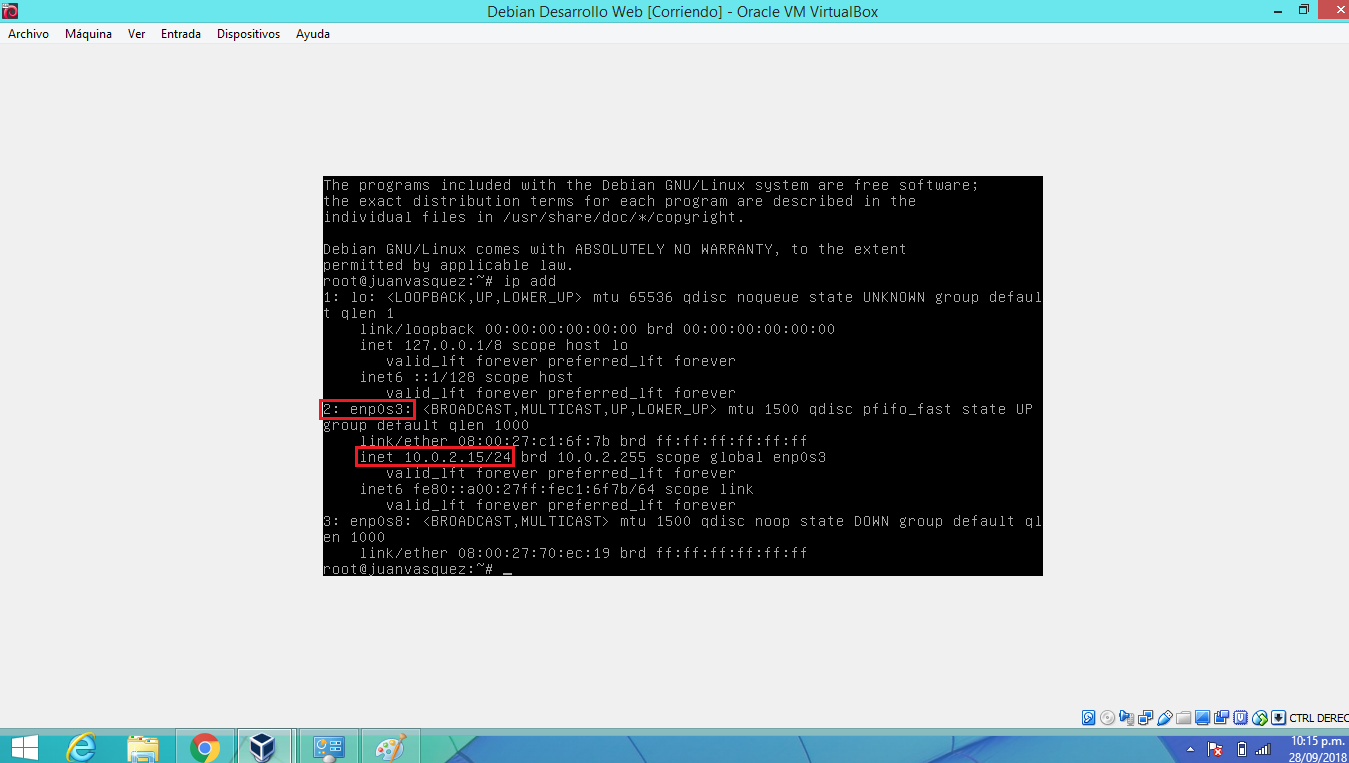 Debian Desarrollo Web [Corriendo] - Oracle VM VirtualBox
Archivo Máquina Ver Entrada Dispositivos Ayuda
The programs included with the Debian GNU/Linux system are free software;
the exact distribution terms for each program are described in the
individual files in /usr/share/doc/*/copyright.
Debian GNU/Linux comes with ABSOLUTELY NO WARRANTY, to the extent
permitted by applicable law.
root@juanvasquez:~# ip add
1: lo: <LOOPBACK,UP,LOWER_UP> mtu 65536 qdisc noqueue state UNKNOWN group defaul
t qlen 1
link/loopback 00:00:00:00:00:00 brd 00:00:00:00:00:00
inet 127.0.0.1/8 scope host lo
valid_lft forever preferred_lft forever
inet6 ::1/128 scope host
valid_lft forever preferred_lft forever
2: enp0s3: <BROADCAST,MULTICAST,UP,LOWER_UP> mtu 1500 qdisc pfifo_fast state UP
group default qlen 1000
link/ether 08:00:27:c1:6f:7b brd ff:ff:ff:ff:ff:ff
inet 10.0.2.15/24 brd 10.0.2.255 scope global enp0s3
valid_lft forever preferred_lft forever
inet6 fe80::a00:27ff:fec1:6f7b/64 scope link
valid_lft forever preferred_lft forever
3: enp0s8: <BROADCAST,MULTICAST> mtu 1500 qdisc noop state DOWN group default ql
en 1000
link/ether 08:00:27:70:ec:19 brd ff:ff:ff:ff:ff:ff
root@juanvasquez:~# _
CTRL DEREC
10:15 p.m.
28/09/2018